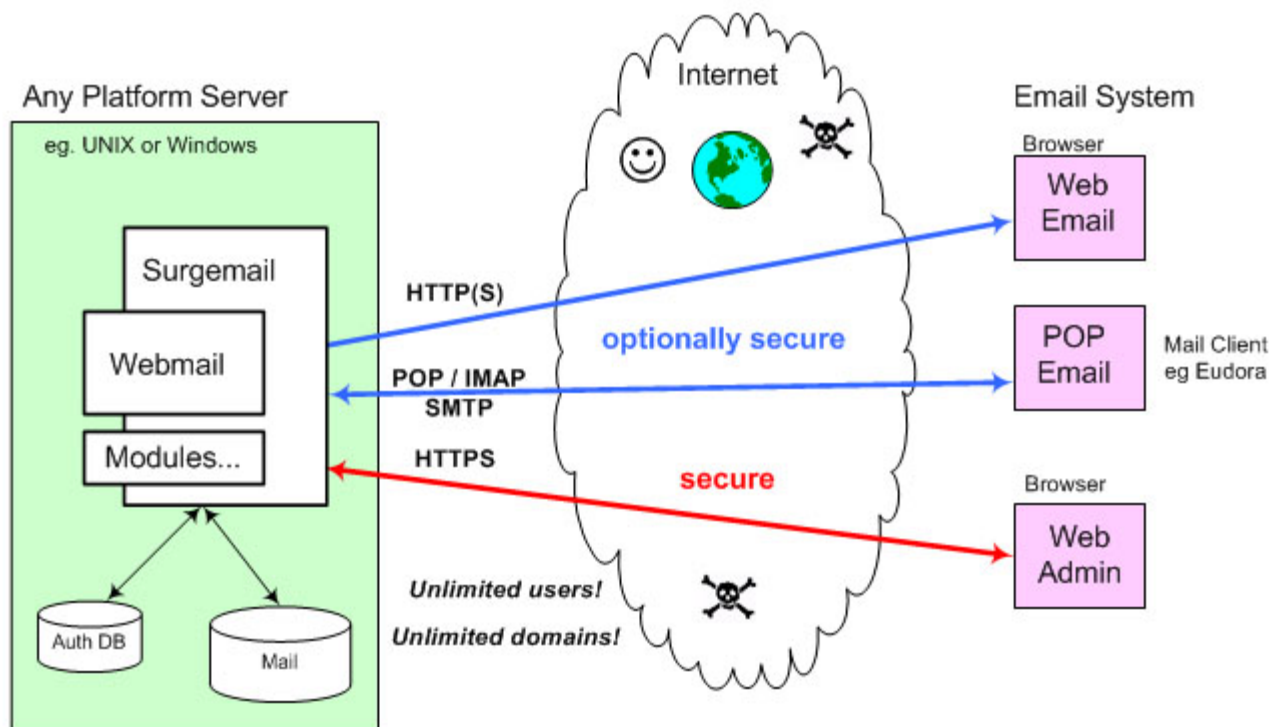 Any Platform Server
eg. UNIX or Windows
Surgemail
Webmail
Modules...
Auth DB
Mail
Internet
HTTP(S)
optionally secure
POP / IMAP
SMTP
HTTPS
secure
Unlimited users!
Unlimited domains!
Email System
Browser
Web
Email
POP
Email
Mail Client
eg Eudora
Browser
Web
Admin